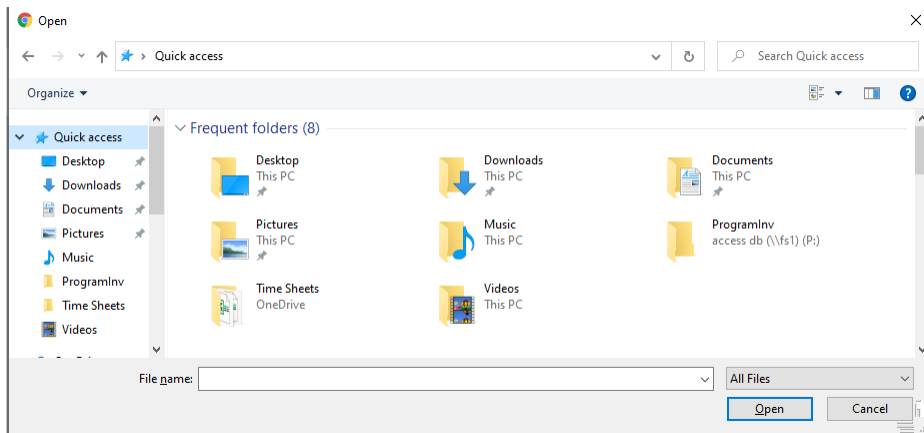 Open
Quick access
Search Quick access
Organize
Quick access
Desktop
Downloads
Documents
Pictures
Music
ProgramInv
Time Sheets
Videos
Frequent folders (8)
Desktop
This PC
Downloads
This PC
Documents
This PC
Pictures
This PC
Music
This PC
ProgramInv
access db (\\fs1) (P:)
Time Sheets
OneDrive
Videos
This PC
File name:
All Files
Open
Cancel